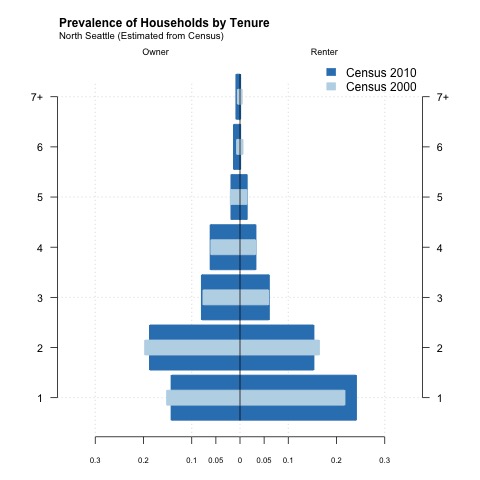 Prevalence of Households by Tenure
North Seattle (Estimated from Census)
Owner Renter
Census 2010
Census 2000
7+ 7+
6 6
5 5
4 4
3 3
2 2
1 1
0.3 0.2 0.1 0.05 0 0.05 0.1 0.2 0.3